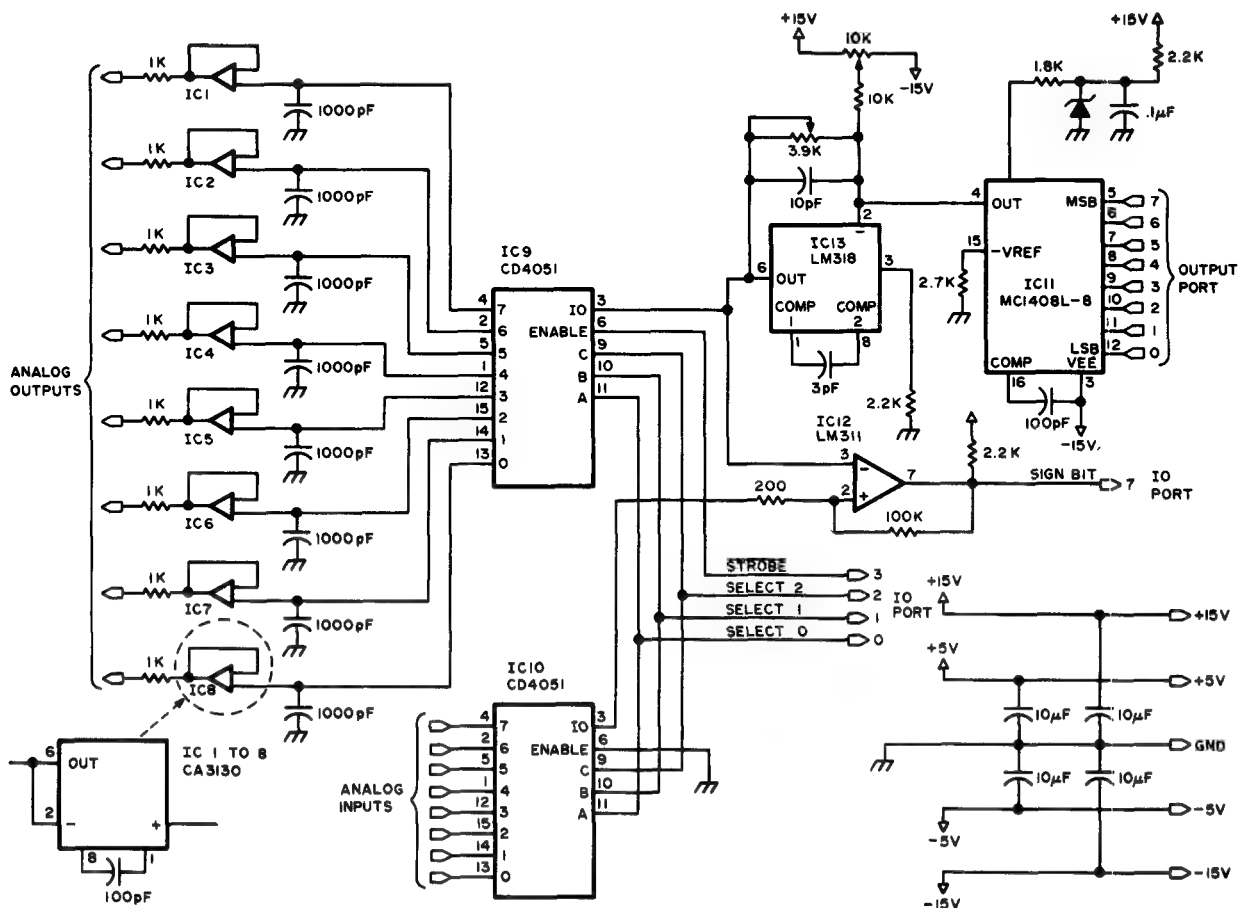 ANALOG
OUTPUTS
1K
IC1
1000pF
1K
IC2
1000pF
1K
IC3
1000pF
1K
IC4
1000pF
1K
IC5
1000pF
1K
IC6
1000pF
1K
IC7
1000pF
1K
IC8
1000pF
IC 1 TO 8
CA3130
6
OUT
2
-
+
8
1
100pF
IC9
CD4051
4 7
2 6
5 5
1 4
12 3
15 2
14 1
13 0
IO 3
ENABLE 6
C 9
B 10
A 11
IC10
CD4051
ANALOG
INPUTS
4 7
2 6
5 5
1 4
12 3
15 2
14 1
13 0
IO 3
ENABLE 6
C 9
B 10
A 11
+15V
10K
-15V
10K
3.9K
10pF
2
-
IC13
LM318
6 OUT
3
COMP COMP
1 2 8
3pF
2.2K
+15V
2.2K
1.8K
.1µF
4 OUT
MSB 5 7
6 6
7 5
8 4
9 3
10 2
11 1
LSB 12 0
15 -VREF
2.7K
IC11
MC1408L-8
COMP VEE
16 3
100pF
-15V
OUTPUT
PORT
IC12
LM311
3 -
2 +
7
200
100K
2.2K
SIGN BIT 7 IO
PORT
STROBE 3
SELECT 2 2 IO
PORT
SELECT 1 1
SELECT 0 0
+15V +15V
+5V +5V
10µF 10µF
GND
10µF 10µF
-5V -5V
-15V -15V